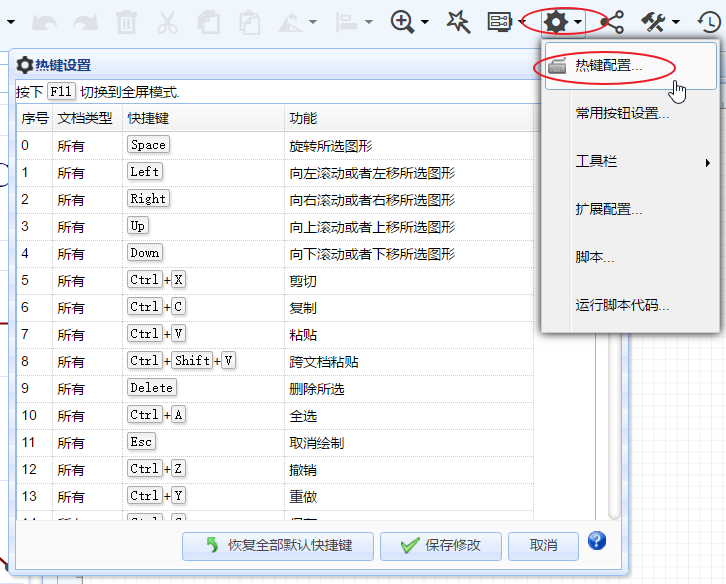 热键设置
按下 F11 切换到全屏模式.
序号 文档类型 快捷键 功能
0 所有 Space 旋转所选图形
1 所有 Left 向左滚动或者左移所选图形
2 所有 Right 向右滚动或者右移所选图形
3 所有 Up 向上滚动或者上移所选图形
4 所有 Down 向下滚动或者下移所选图形
5 所有 Ctrl+X 剪切
6 所有 Ctrl+C 复制
7 所有 Ctrl+V 粘贴
8 所有 Ctrl+Shift+V 跨文档粘贴
9 所有 Delete 删除所选
10 所有 Ctrl+A 全选
11 所有 Esc 取消绘制
12 所有 Ctrl+Z 撤销
13 所有 Ctrl+Y 重做
恢复全部默认快捷键 保存修改 取消
热键配置...
常用按钮设置...
工具栏
扩展配置...
脚本...
运行脚本代码...